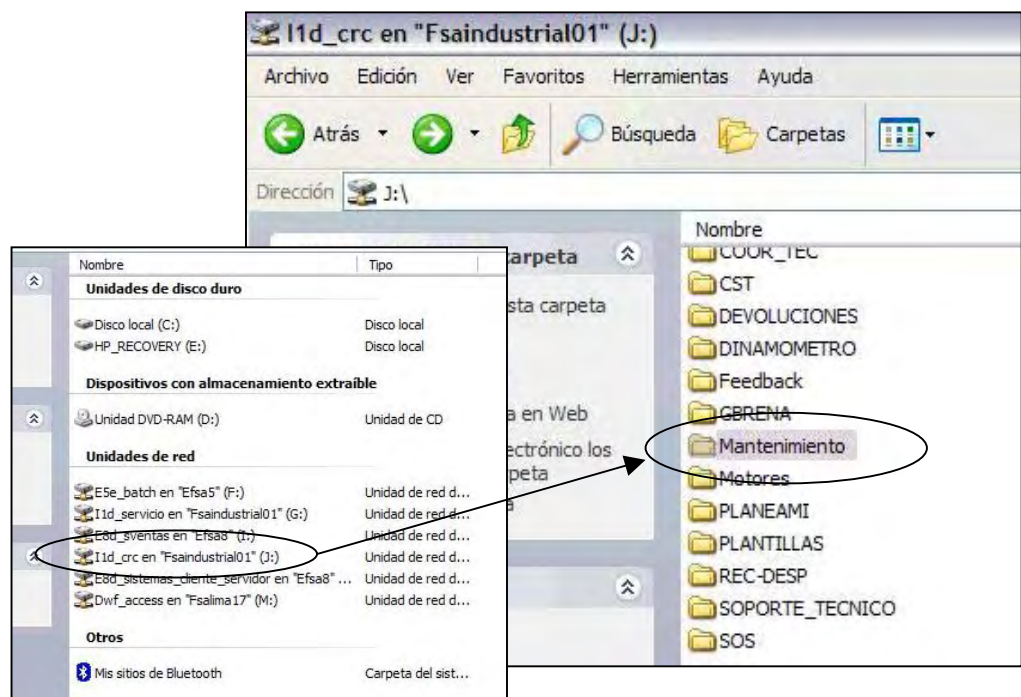 I1d_crc en "Fsaindustrial01" (J:)
Archivo Edición Ver Favoritos Herramientas Ayuda
Atrás Búsqueda Carpetas
Dirección J:\
Nombre
COOR_TEC
CST
DEVOLUCIONES
DINAMOMETRO
Feedback
GBRENA
Mantenimiento
Motores
PLANEAMI
PLANTILLAS
REC-DESP
SOPORTE_TECNICO
SOS
carpeta
sta carpeta
a en Web
ectrónico los
peta
a
Nombre Tipo
Unidades de disco duro
Disco local (C:) Disco local
HP_RECOVERY (E:) Disco local
Dispositivos con almacenamiento extraíble
Unidad DVD-RAM (D:) Unidad de CD
Unidades de red
E5e_batch en "Efsa5" (F:) Unidad de red d...
I1d_servicio en "Fsaindustrial01" (G:) Unidad de red d...
E8d_sventas en "Efsa8" (I:) Unidad de red d...
I1d_crc en "Fsaindustrial01" (J:) Unidad de red d...
E8d_sistemas_cliente_servidor en "Efsa8" ... Unidad de red d...
Dwf_access en "Fsalima17" (M:) Unidad de red d...
Otros
Mis sitios de Bluetooth Carpeta del sist...